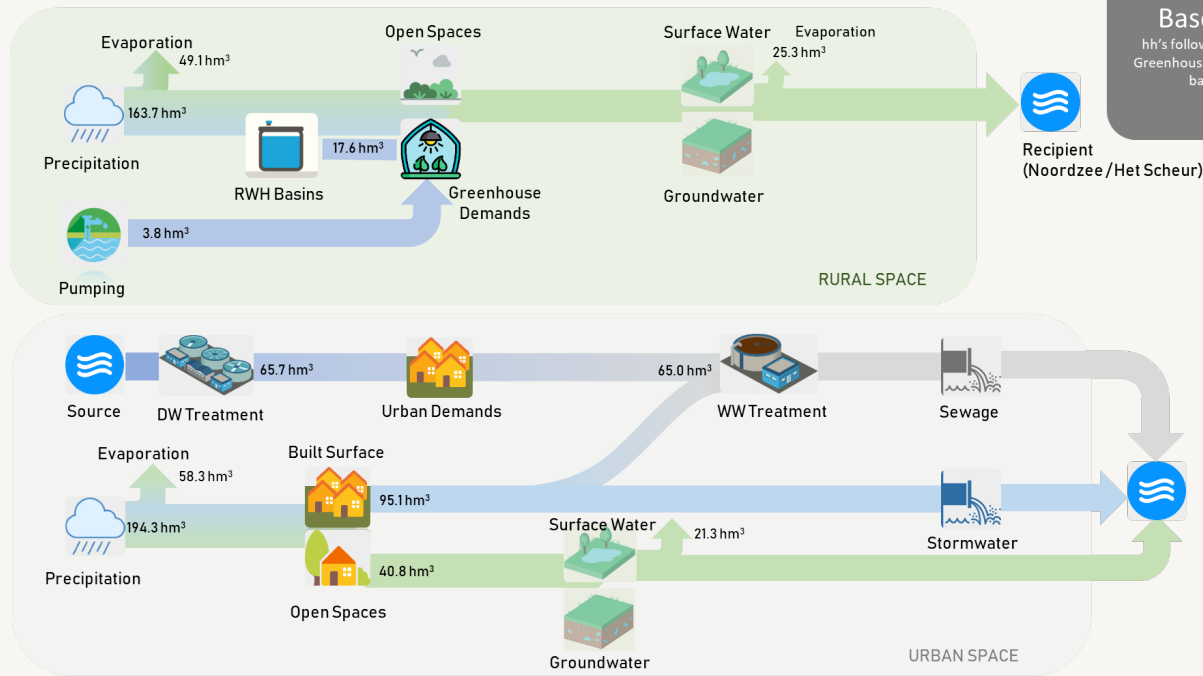 Evaporation
49.1 hm³
Open Spaces
Surface Water
Evaporation
25.3 hm³
163.7 hm³
Precipitation
17.6 hm³
RWH Basins
Greenhouse
Demands
Groundwater
Recipient
(Noordzee/Het Scheur)
3.8 hm³
Pumping
RURAL SPACE
Source
DW Treatment
65.7 hm³
Urban Demands
65.0 hm³
WW Treatment
Sewage
Evaporation
58.3 hm³
Built Surface
194.3 hm³
Precipitation
95.1 hm³
40.8 hm³
Open Spaces
Surface Water
21.3 hm³
Groundwater
Stormwater
URBAN SPACE
hh's
Greenhous